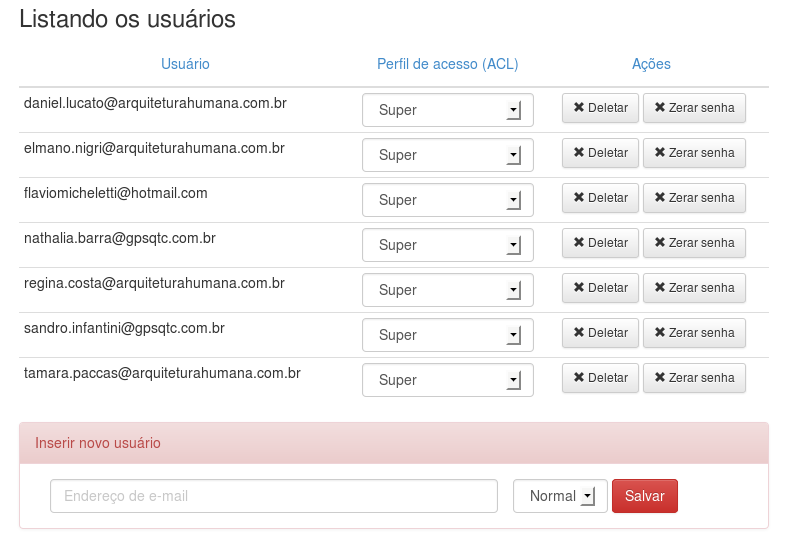 Listando os usuários
Usuário Perfil de acesso (ACL) Ações
daniel.lucato@arquiteturahumana.com.br Super Deletar Zerar senha
elmano.nigri@arquiteturahumana.com.br Super Deletar Zerar senha
flaviomicheletti@hotmail.com Super Deletar Zerar senha
nathalia.barra@gpsqtc.com.br Super Deletar Zerar senha
regina.costa@arquiteturahumana.com.br Super Deletar Zerar senha
sandro.infantini@gpsqtc.com.br Super Deletar Zerar senha
tamara.paccas@arquiteturahumana.com.br Super Deletar Zerar senha
Inserir novo usuário
Endereço de e-mail Normal Salvar